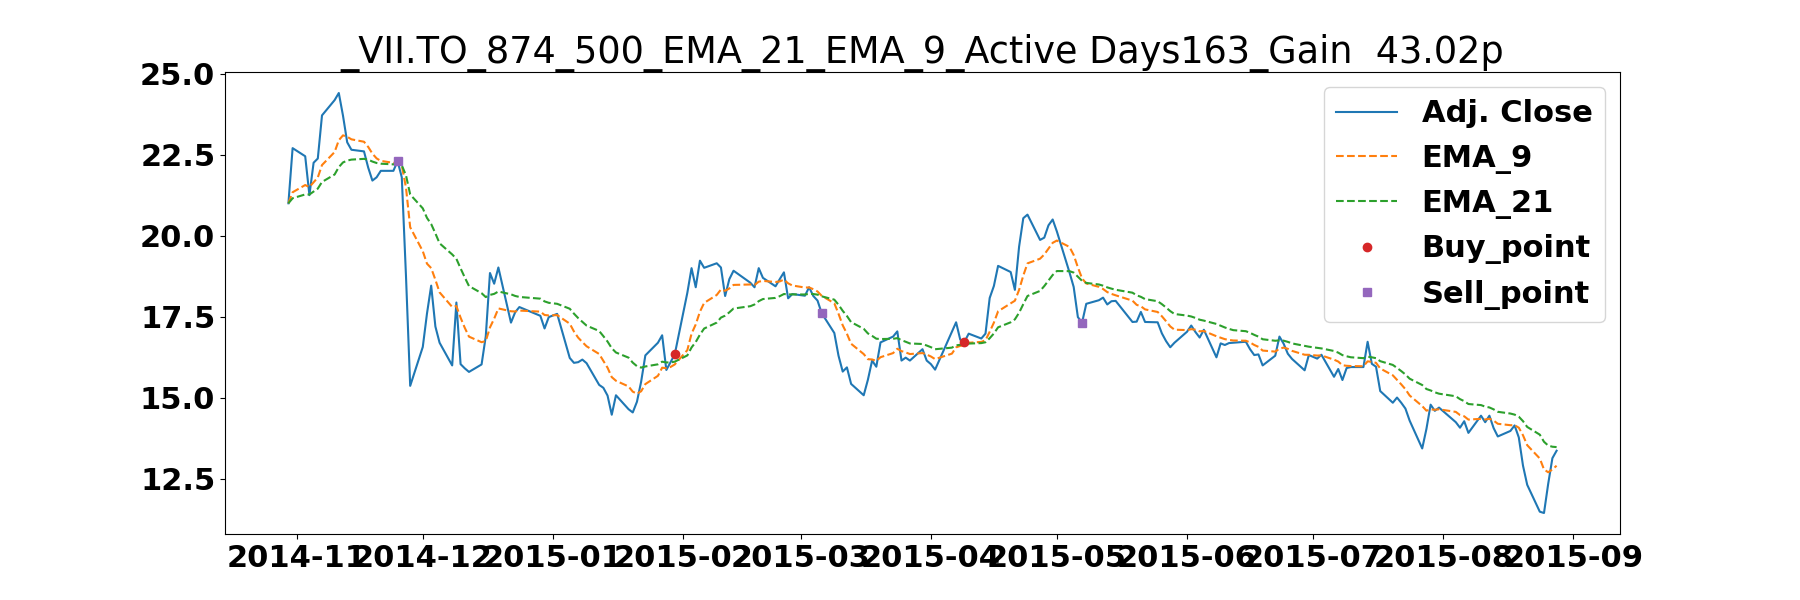 _VII.TO_874_500_EMA_21_EMA_9_Active Days163_Gain  43.02p
25.0
22.5
20.0
17.5
15.0
12.5
Adj. Close
EMA_9
EMA_21
Buy_point
Sell_point
2014-11 2014-12 2015-01 2015-02 2015-03 2015-04 2015-05 2015-06 2015-07 2015-08 2015-09